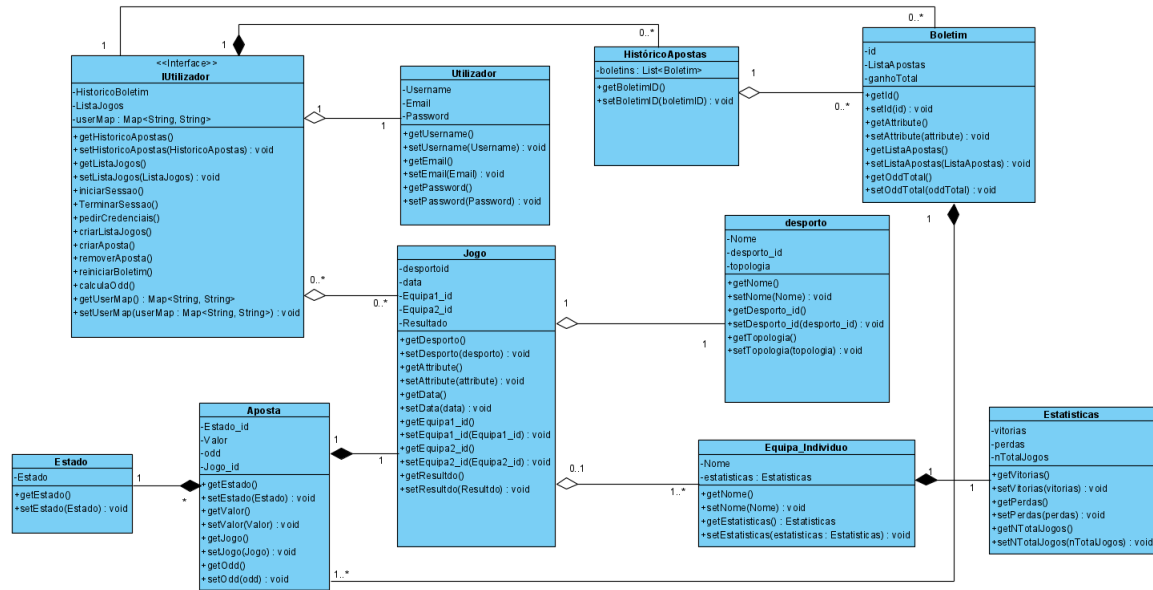 <<Interface>>
IUtilizador
-HistoricoBoletim
-ListaJogos
-userMap : Map<String, String>
+getHistoricoApostas()
+setHistoricoApostas(HistoricoApostas) : void
+getListaJogos()
+setListaJogos(ListaJogos) : void
+iniciarSessao()
+TerminarSessao()
+pedirCredenciais()
+criarListaJogos()
+criarAposta()
+removerAposta()
+reiniciarBoletim()
+calculaOdd()
+getUserMap() : Map<String, String>
+setUserMap(userMap : Map<String, String>) : void
1
1
0..*
0..*
1
1
0..*
0..*
Utilizador
-Username
-Email
-Password
+getUsername()
+setUsername(Username) : void
+getEmail()
+setEmail(Email) : void
+getPassword()
+setPassword(Password) : void
HistóricoApostas
-boletins : List<Boletim>
+getBoletimID()
+setBoletimID(boletimID) : void
1
0..*
Boletim
-id
-ListaApostas
-ganhoTotal
+getId()
+setId(id) : void
+getAttribute()
+setAttribute(attribute) : void
+getListaApostas()
+setListaApostas(ListaApostas) : void
+getOddTotal()
+setOddTotal(oddTotal) : void
1
desporto
-Nome
-desporto_id
-topologia
+getNome()
+setNome(Nome) : void
+getDesporto_id()
+setDesporto_id(desporto_id) : void
+getTopologia()
+setTopologia(topologia) : void
Jogo
-desportoid
-data
-Equipa1_id
-Equipa2_id
-Resultado
+getDesporto()
+setDesporto(desporto) : void
+getAttribute()
+setAttribute(attribute) : void
+getData()
+setData(data) : void
+getEquipa1_id()
+setEquipa1_id(Equipa1_id) : void
+getEquipa2_id()
+setEquipa2_id(Equipa2_id) : void
+getResultdo()
+setResultdo(Resultdo) : void
1
1
0..1
1..*
Aposta
-Estado_id
-Valor
-odd
-Jogo_id
+getEstado()
+setEstado(Estado) : void
+getValor()
+setValor(Valor) : void
+getJogo()
+setJogo(Jogo) : void
+getOdd()
+setOdd(odd) : void
1
1
1..*
Estado
-Estado
+getEstado()
+setEstado(Estado) : void
1
*
Equipa_Individuo
-Nome
-estatisticas : Estatisticas
+getNome()
+setNome(Nome) : void
+getEstatisticas() : Estatisticas
+setEstatisticas(estatisticas : Estatisticas) : void
1
1
Estatisticas
-vitorias
-perdas
-nTotalJogos
+getVitorias()
+setVitorias(vitorias) : void
+getPerdas()
+setPerdas(perdas) : void
+getNTotalJogos()
+setNTotalJogos(nTotalJogos) : void